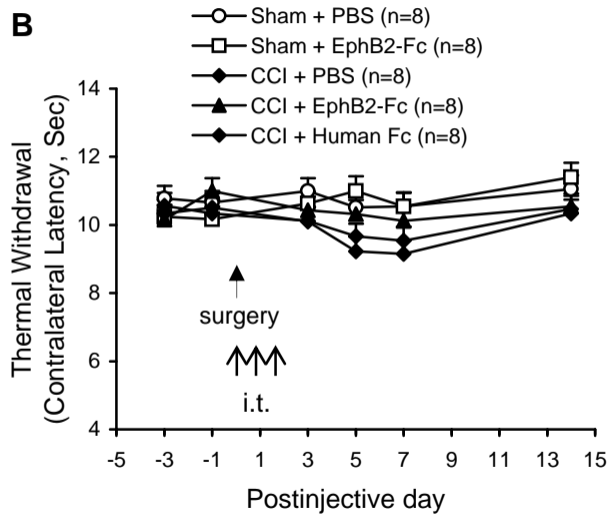 B
Sham + PBS (n=8)
Sham + EphB2-Fc (n=8)
CCI + PBS (n=8)
CCI + EphB2-Fc (n=8)
CCI + Human Fc (n=8)
Thermal Withdrawal
(Contralateral Latency, Sec)
14
12
10
8
6
4
surgery
i.t.
-5 -3 -1 1 3 5 7 9 11 13 15
Postinjective day